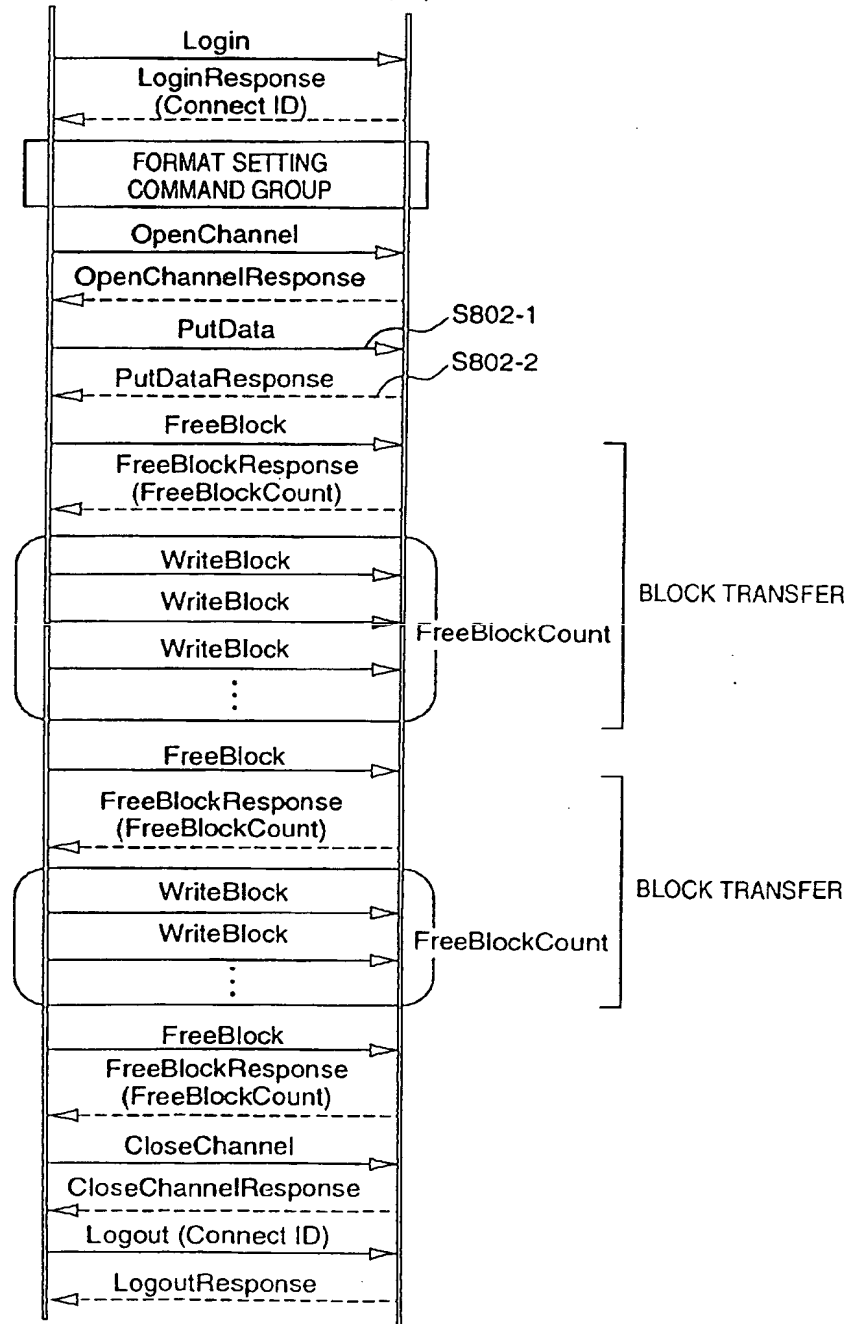 Login
LoginResponse
(Connect ID)
FORMAT SETTING
COMMAND GROUP
OpenChannel
OpenChannelResponse
PutData
S802-1
PutDataResponse
S802-2
FreeBlock
FreeBlockResponse
(FreeBlockCount)
WriteBlock
WriteBlock
WriteBlock
FreeBlockCount
BLOCK TRANSFER
FreeBlock
FreeBlockResponse
(FreeBlockCount)
WriteBlock
WriteBlock
FreeBlockCount
BLOCK TRANSFER
FreeBlock
FreeBlockResponse
(FreeBlockCount)
CloseChannel
CloseChannelResponse
Logout (Connect ID)
LogoutResponse